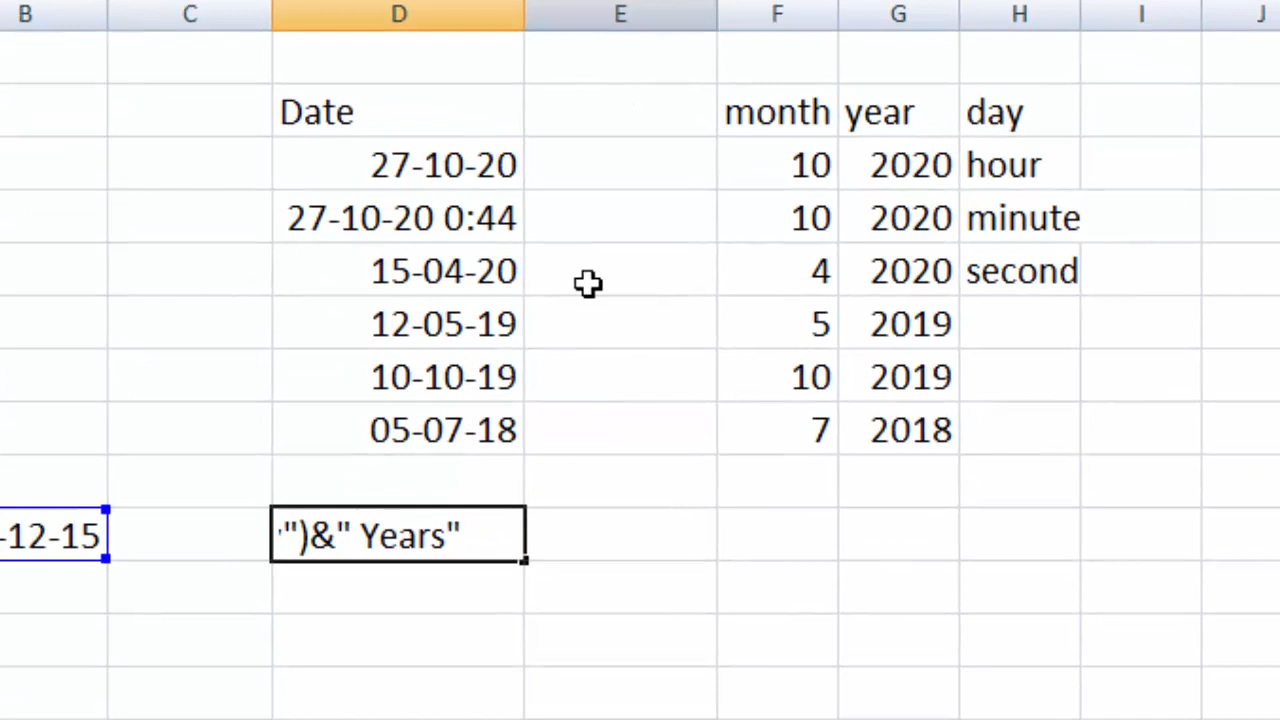 B C D E F G H I J
Date month year day
27-10-20 10 2020 hour
27-10-20 0:44 10 2020 minute
15-04-20 4 2020 second
12-05-19 5 2019
10-10-19 10 2019
05-07-18 7 2018
-12-15 ")&" Years"